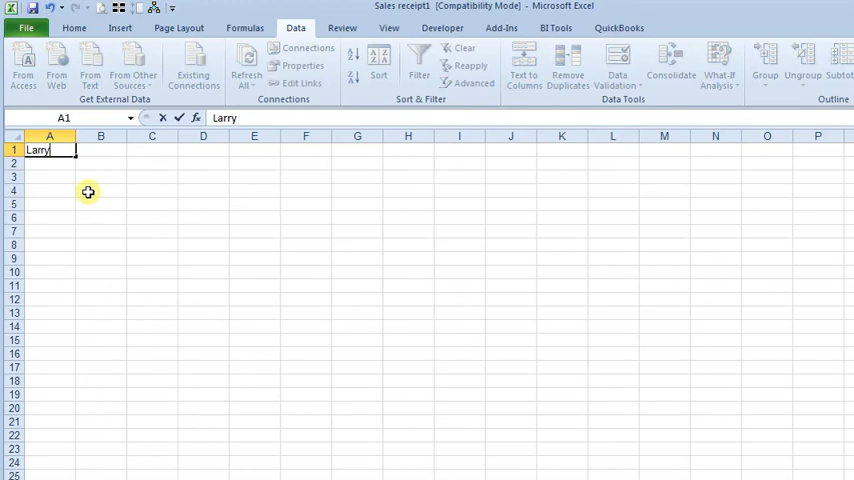 Sales receipt1 [Compatibility Mode] - Microsoft Excel
File Home Insert Page Layout Formulas Data Review View Developer Add-Ins BI Tools QuickBooks
From Access
From Web
From Text
From Other Sources
Existing Connections
Get External Data
Refresh All
Connections
Properties
Edit Links
Connections
Sort
Filter
Clear
Reapply
Advanced
Sort & Filter
Text to Columns
Remove Duplicates
Data Validation
Consolidate
What-If Analysis
Data Tools
Group
Ungroup
Subtot
Outline
A1 fx Larry
A B C D E F G H I J K L M N O P
1 Larry
2
3
4
5
6
7
8
9
10
11
12
13
14
15
16
17
18
19
20
21
22
23
24
25